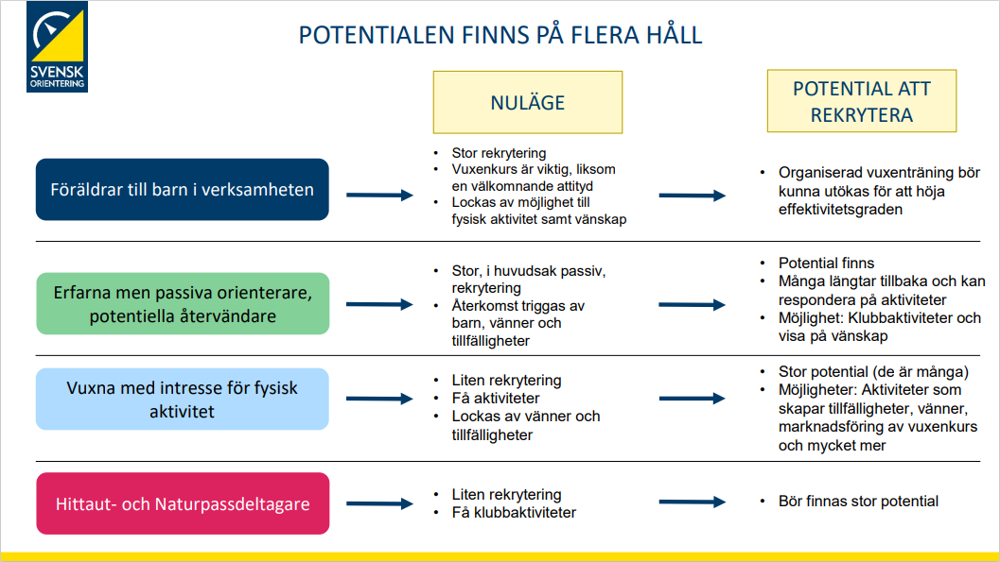 SVENSK
ORIENTERING
POTENTIALEN FINNS PÅ FLERA HÅLL
NULÄGE
POTENTIAL ATT
REKRYTERA
Föräldrar till barn i verksamheten
• Stor rekrytering
• Vuxenkurs är viktig, liksom
en välkomnande attityd
• Lockas av möjlighet till
fysisk aktivitet samt vänskap
• Organiserad vuxenträning bör
kunna utökas för att höja
effektivitetsgraden
Erfarna men passiva orienterare,
potentiella återvändare
• Stor, i huvudsak passiv,
rekrytering
• Återkomst triggas av
barn, vänner och
tillfälligheter
• Potential finns
• Många längtar tillbaka och kan
respondera på aktiviteter
• Möjlighet: Klubbaktiviteter och
visa på vänskap
Vuxna med intresse för fysisk
aktivitet
• Liten rekrytering
• Få aktiviteter
• Lockas av vänner och
tillfälligheter
• Stor potential (de är många)
• Möjligheter: Aktiviteter som
skapar tillfälligheter, vänner,
marknadsföring av vuxenkurs
och mycket mer
Hittaut- och Naturpassdeltagare
• Liten rekrytering
• Få klubbaktiviteter
• Bör finnas stor potential